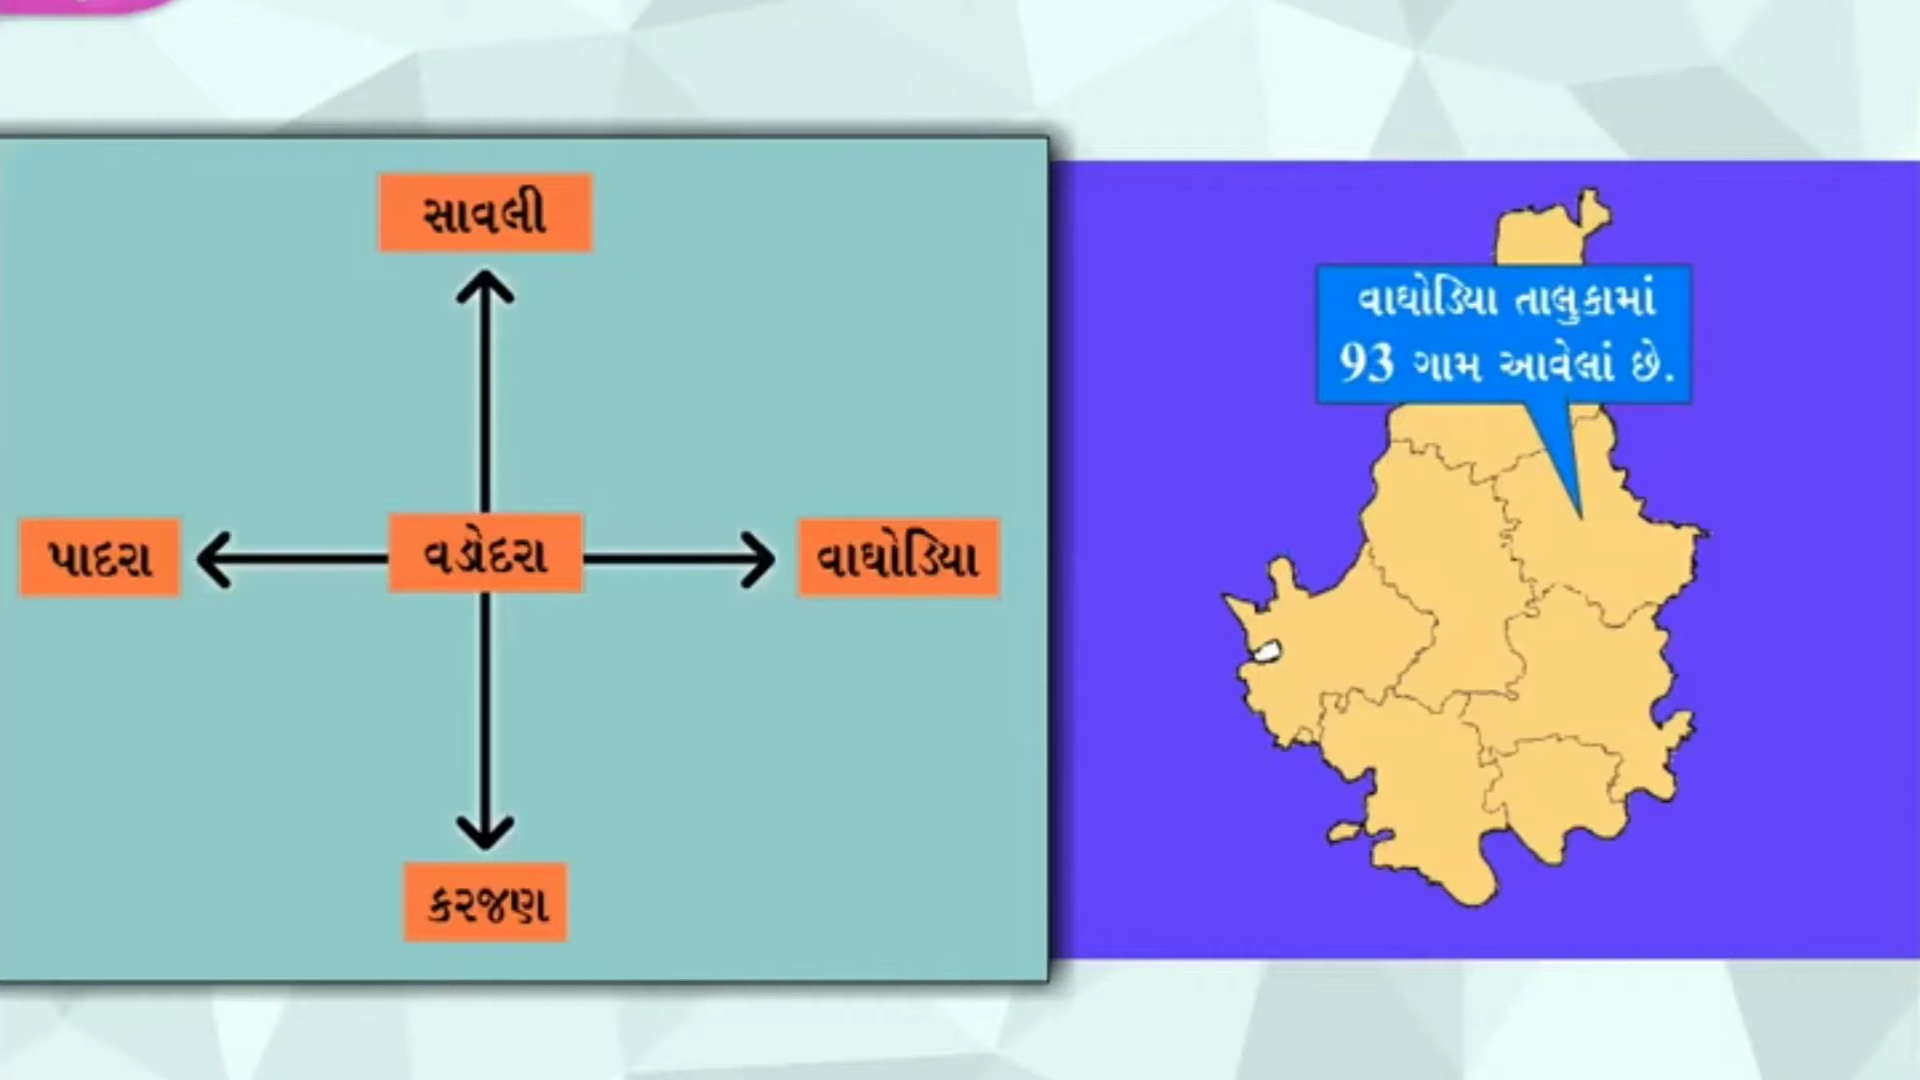 સાવલી
પાદરા
વડોદરા
વાઘોડિયા
કરજણ
વાઘોડિયા તાલુકામાં
93 ગામ આવેલાં છે.